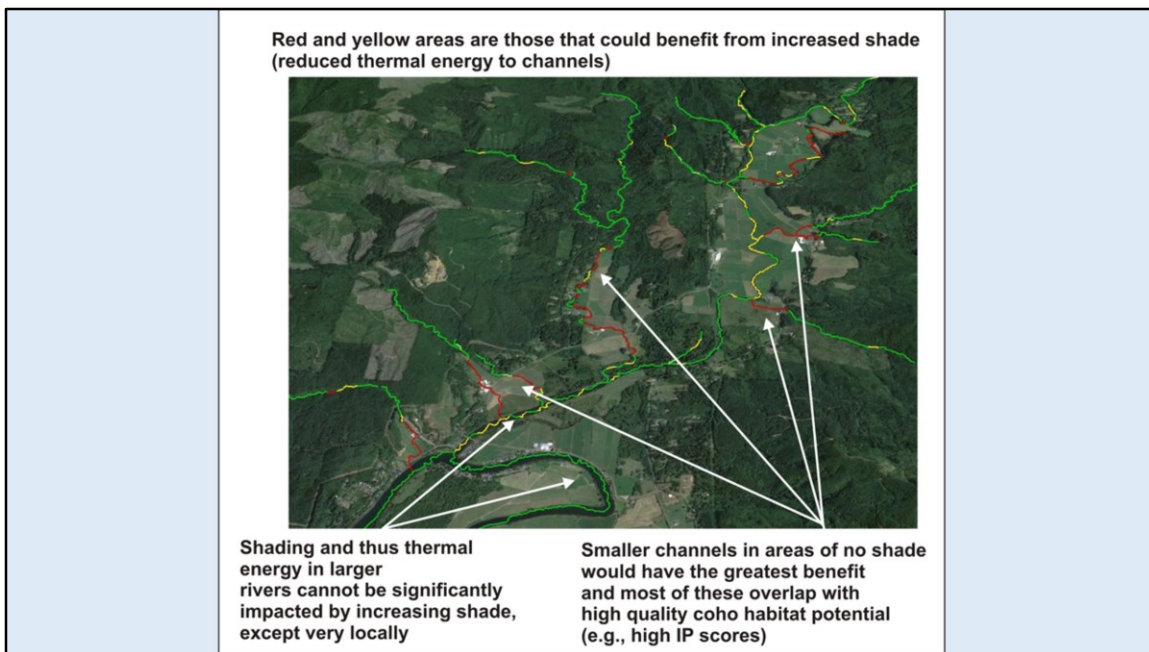 Red and yellow areas are those that could benefit from increased shade
(reduced thermal energy to channels)
Shading and thus thermal
energy in larger
rivers cannot be significantly
impacted by increasing shade,
except very locally
Smaller channels in areas of no shade
would have the greatest benefit
and most of these overlap with
high quality coho habitat potential
(e.g., high IP scores)